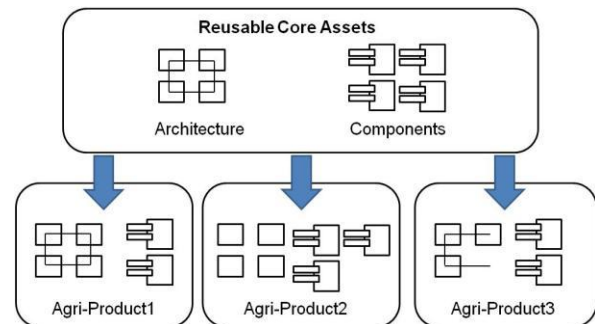 Reusable Core Assets
Architecture
Components
Agri-Product1
Agri-Product2
Agri-Product3